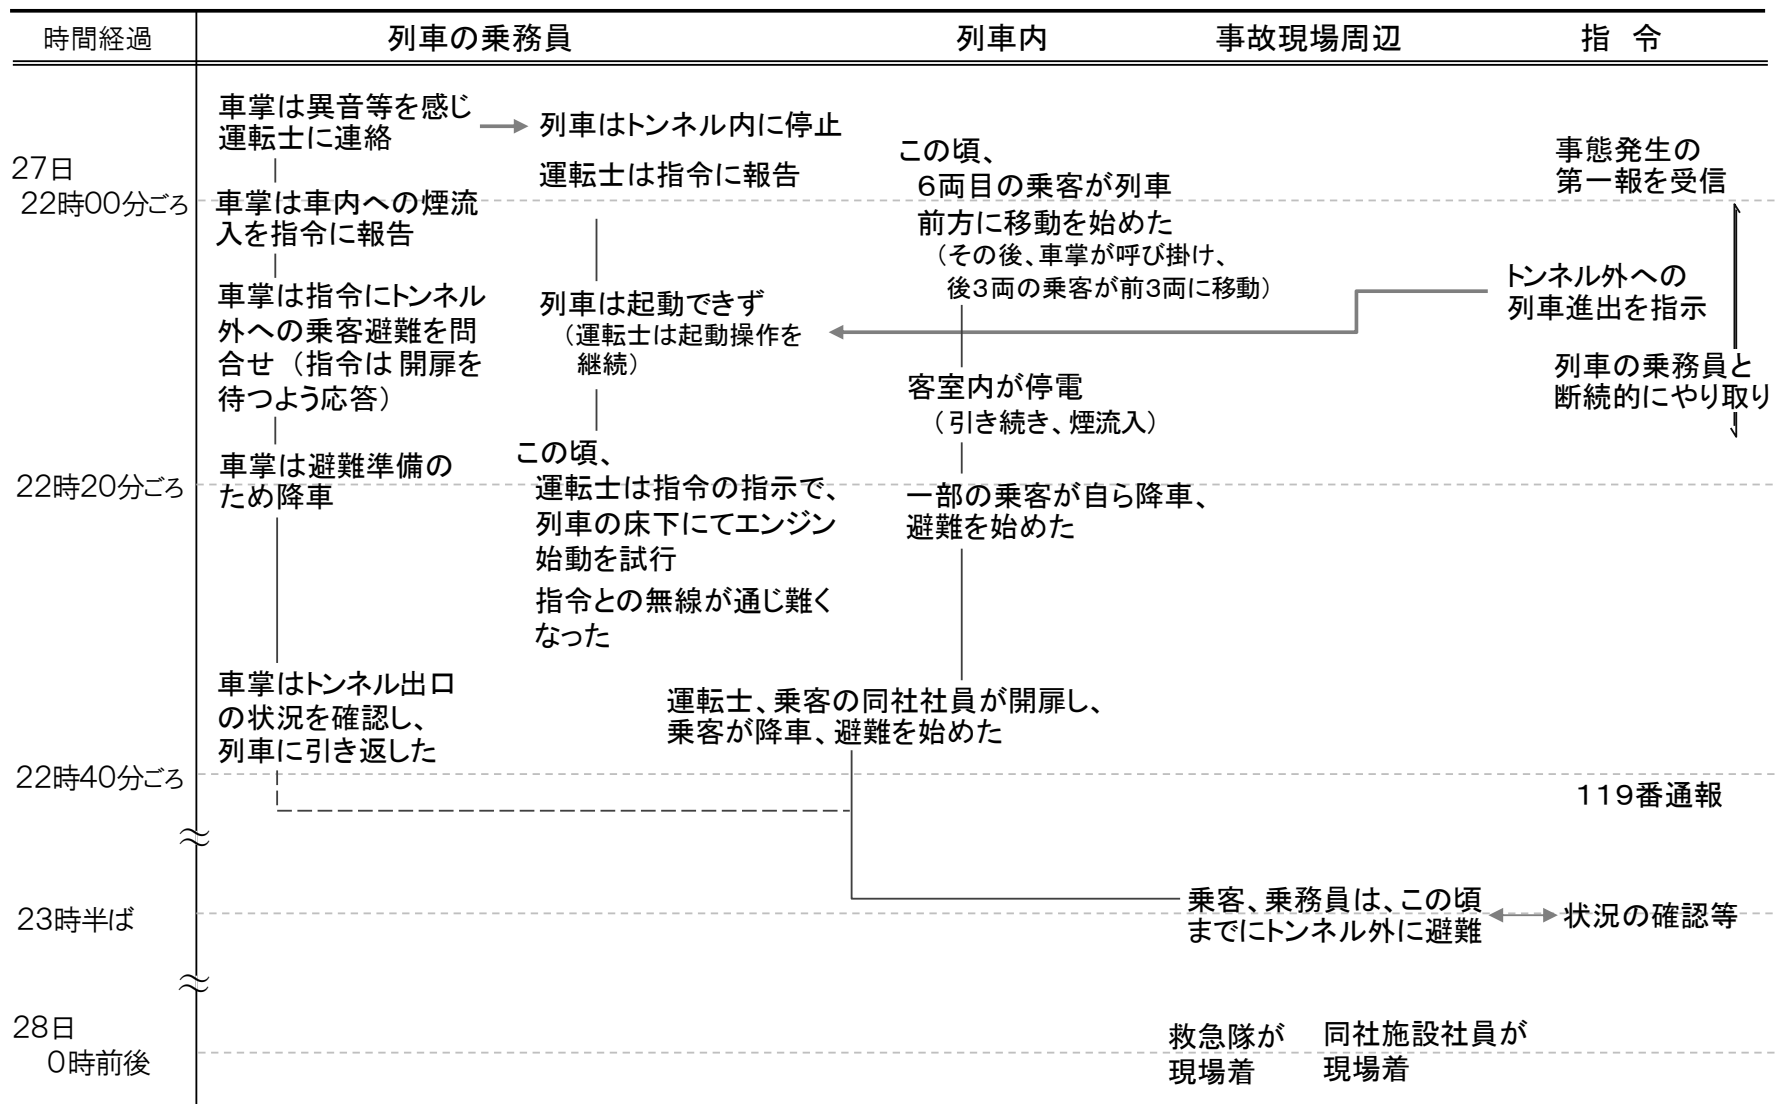 時間経過
列車の乗務員
列車内
事故現場周辺
指 令
27日
22時00分ごろ
車掌は異音等を感じ
運転士に連絡
列車はトンネル内に停止
運転士は指令に報告
この頃、
6両目の乗客が列車
前方に移動を始めた
（その後、車掌が呼び掛け、
後3両の乗客が前3両に移動）
事態発生の
第一報を受信
車掌は車内への煙流
入を指令に報告
車掌は指令にトンネル
外への乗客避難を問
合せ（指令は 開扉を
待つよう応答）
列車は起動できず
（運転士は起動操作を
継続）
トンネル外への
列車進出を指示
列車の乗務員と
断続的にやり取り
客室内が停電
（引き続き、煙流入）
22時20分ごろ
車掌は避難準備の
ため降車
この頃、
運転士は指令の指示で、
列車の床下にてエンジン
始動を試行
指令との無線が通じ難く
なった
一部の乗客が自ら降車、
避難を始めた
車掌はトンネル出口
の状況を確認し、
列車に引き返した
運転士、乗客の同社社員が開扉し、
乗客が降車、避難を始めた
22時40分ごろ
119番通報
23時半ば
乗客、乗務員は、この頃
までにトンネル外に避難
状況の確認等
28日
0時前後
救急隊が
現場着
同社施設社員が
現場着